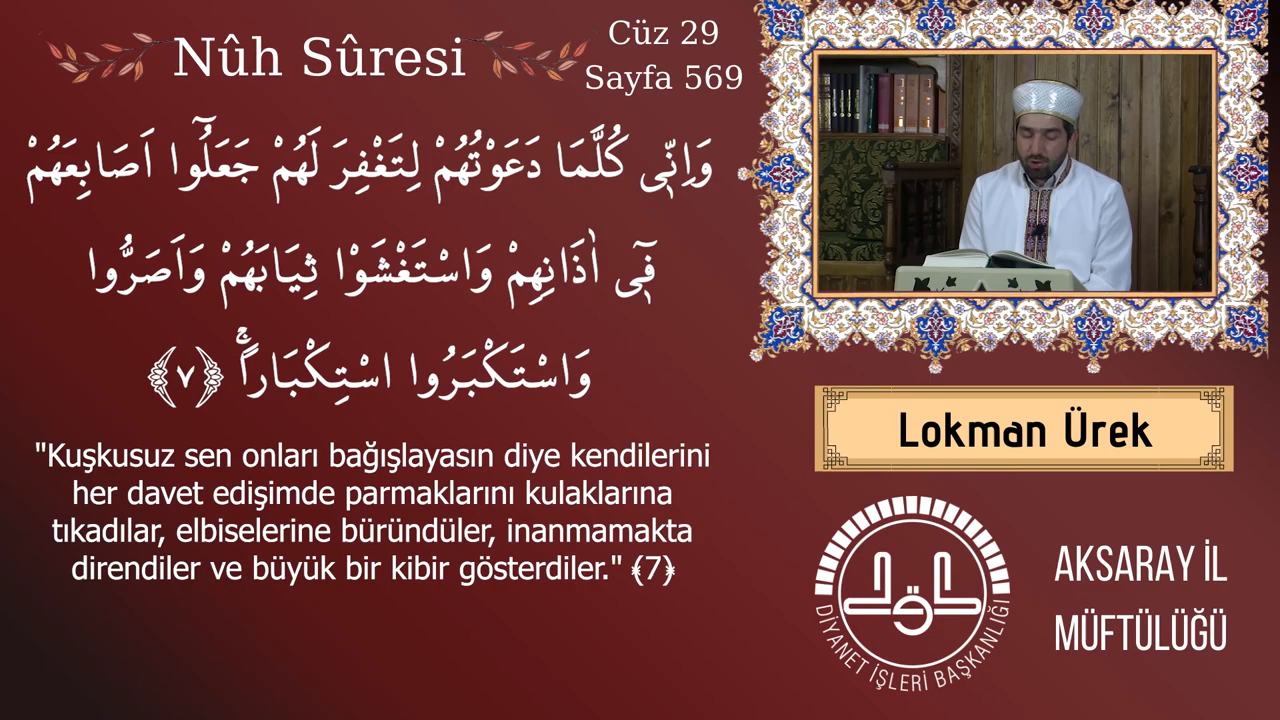 Nûh Sûresi
Cüz 29
Sayfa 569
وَاِنّ۪ي كُلَّمَا دَعَوْتُهُمْ لِتَغْفِرَ لَهُمْ جَعَلُٓوا اَصَابِعَهُمْ
ف۪ٓي اٰذَانِهِمْ وَاسْتَغْشَوْا ثِيَابَهُمْ وَاَصَرُّوا
وَاسْتَكْبَرُوا اسْتِكْبَارًاۚ ﴿٧﴾
"Kuşkusuz sen onları bağışlayasın diye kendilerini
her davet edişimde parmaklarını kulaklarına
tıkadılar, elbiselerine büründüler, inanmamakta
direndiler ve büyük bir kibir gösterdiler." ﴾7﴿
Lokman Ürek
DİYANET İŞLERİ BAŞKANLIĞI
AKSARAY İL
MÜFTÜLÜĞÜ